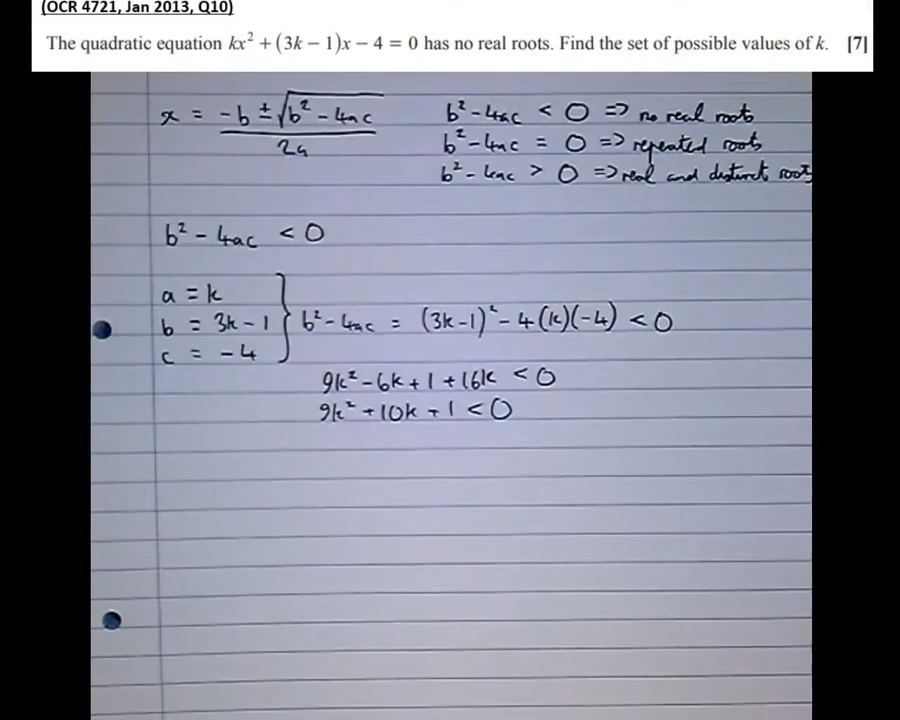 (OCR 4721, Jan 2013, Q10)
The quadratic equation kx² + (3k − 1)x − 4 = 0 has no real roots. Find the set of possible values of k. [7]
x = -b ± √(b² - 4ac) / 2a
b² - 4ac < 0 => no real roots
b² - 4ac = 0 => repeated roots
b² - 4ac > 0 => real and distinct roots
b² - 4ac < 0
a = k
b = 3k - 1 } b² - 4ac = (3k - 1)² - 4(k)(-4) < 0
c = -4
9k² - 6k + 1 + 16k < 0
9k² + 10k + 1 < 0